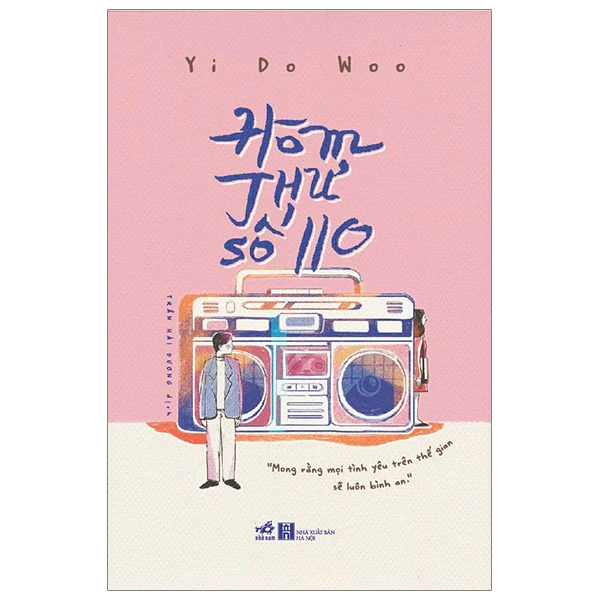 Yi Do Woo
Hòm
Thư
số 110
TRẦN HẢI DƯƠNG dịch
"Mong rằng mọi tình yêu trên thế gian
sẽ luôn bình an."
nhã nam
NHÀ XUẤT BẢN
HÀ NỘI